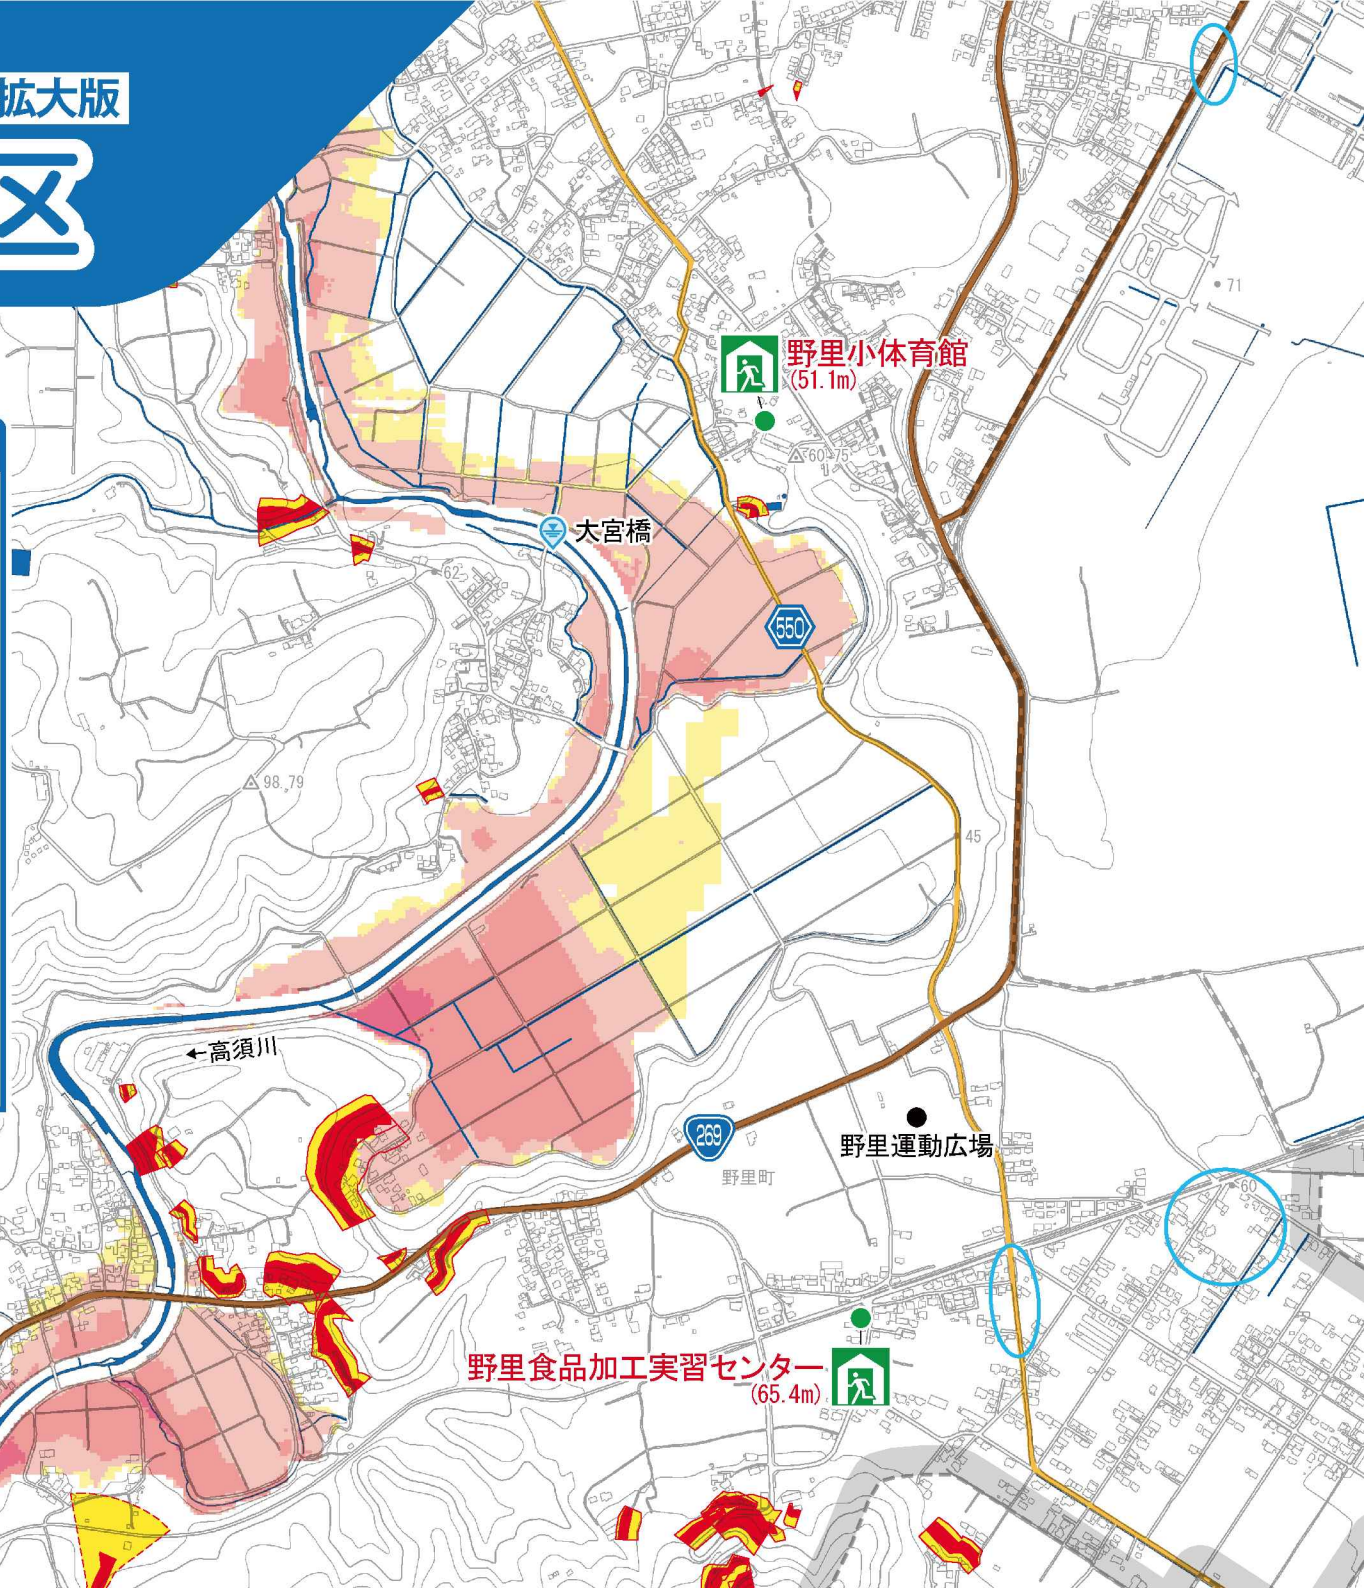 拡大版
区
71
野里小体育館
(51.1m)
60.75
大宮橋
62
550
98.79
45
←高須川
269
野里運動広場
野里町
60
野里食品加工実習センター
(65.4m)